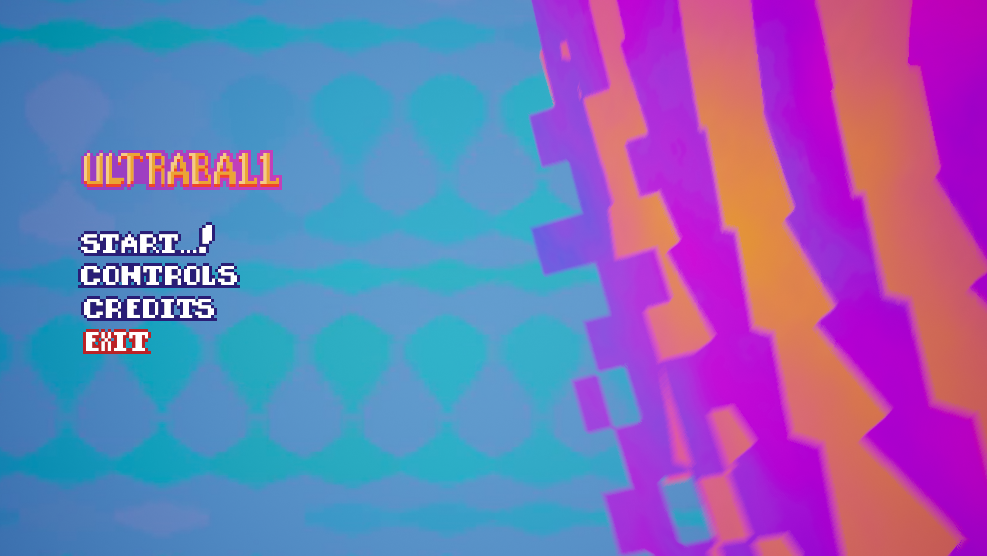 ULTRABALL
START...!
CONTROLS
CREDITS
EXIT